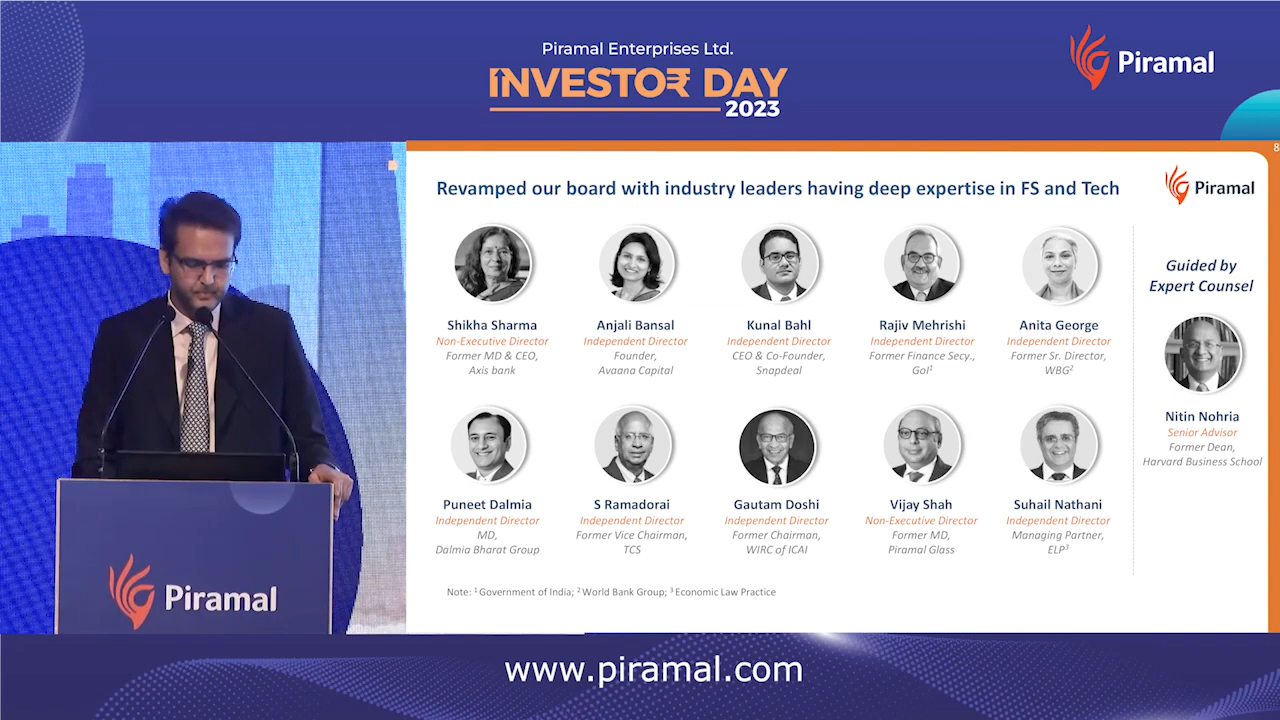 Piramal Enterprises Ltd.
INVESTOR DAY
2023
Piramal
8
Revamped our board with industry leaders having deep expertise in FS and Tech
Piramal
Shikha Sharma
Non-Executive Director
Former MD & CEO,
Axis bank
Anjali Bansal
Independent Director
Founder,
Avaana Capital
Kunal Bahl
Independent Director
CEO & Co-Founder,
Snapdeal
Rajiv Mehrishi
Independent Director
Former Finance Secy.,
GoI¹
Anita George
Independent Director
Former Sr. Director,
WBG²
Puneet Dalmia
Independent Director
MD,
Dalmia Bharat Group
S Ramadorai
Independent Director
Former Vice Chairman,
TCS
Gautam Doshi
Independent Director
Former Chairman,
WIRC of ICAI
Vijay Shah
Non-Executive Director
Former MD,
Piramal Glass
Suhail Nathani
Independent Director
Managing Partner,
ELP³
Guided by
Expert Counsel
Nitin Nohria
Senior Advisor
Former Dean,
Harvard Business School
Note: ¹ Government of India; ² World Bank Group; ³ Economic Law Practice
Piramal
www.piramal.com